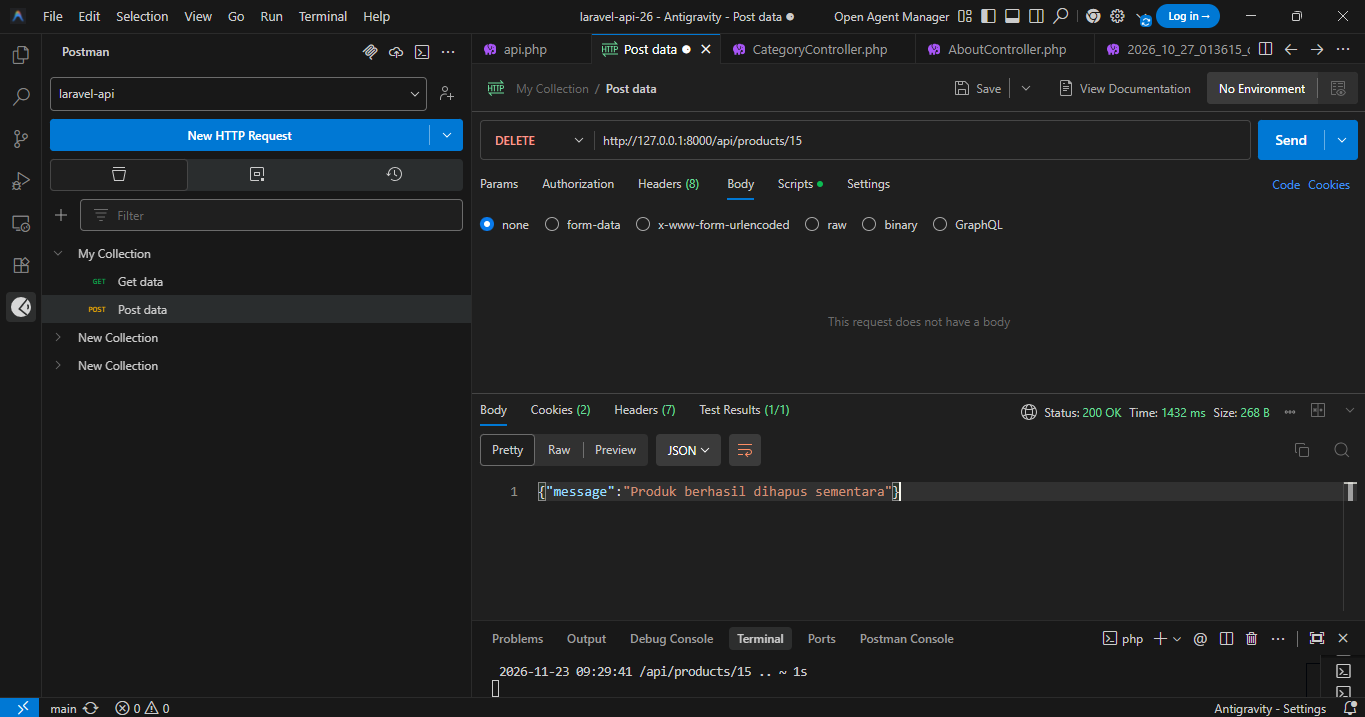 File Edit Selection View Go Run Terminal Help laravel-api-26 - Antigravity - Post data ● Open Agent Manager Log in →
Postman
laravel-api
New HTTP Request
Filter
My Collection
GET Get data
POST Post data
New Collection
New Collection
api.php HTTP Post data CategoryController.php AboutController.php 2026_10_27_013615_c
HTTP My Collection / Post data Save View Documentation No Environment
DELETE http://127.0.0.1:8000/api/products/15 Send
Params Authorization Headers (8) Body Scripts Settings Code Cookies
none form-data x-www-form-urlencoded raw binary GraphQL
This request does not have a body
Body Cookies (2) Headers (7) Test Results (1/1) Status: 200 OK Time: 1432 ms Size: 268 B
Pretty Raw Preview JSON
1 {"message":"Produk berhasil dihapus sementara"}
Problems Output Debug Console Terminal Ports Postman Console php
2026-11-23 09:29:41 /api/products/15 .. ~ 1s
main 0 0 Antigravity - Settings